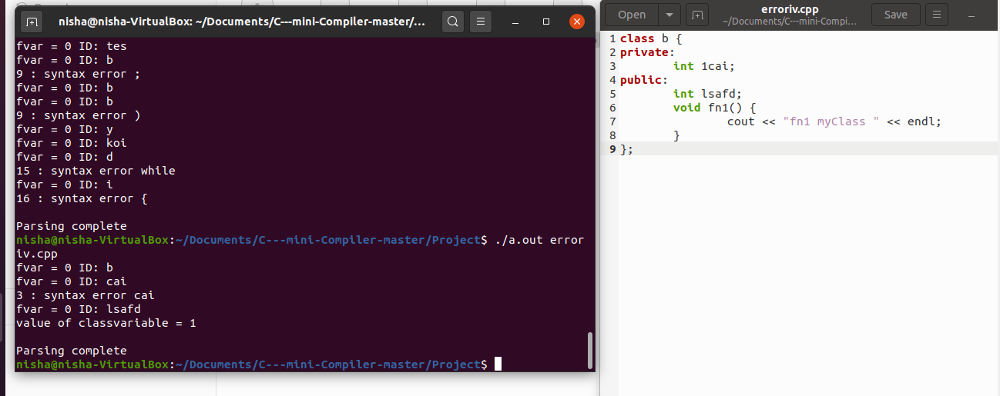 nisha@nisha-VirtualBox: ~/Documents/C---mini-Compiler-master/...
fvar = 0 ID: tes
fvar = 0 ID: b
9 : syntax error ;
fvar = 0 ID: b
fvar = 0 ID: b
9 : syntax error )
fvar = 0 ID: y
fvar = 0 ID: koi
fvar = 0 ID: d
15 : syntax error while
fvar = 0 ID: i
16 : syntax error {
Parsing complete
nisha@nisha-VirtualBox:~/Documents/C---mini-Compiler-master/Project$ ./a.out error
iv.cpp
fvar = 0 ID: b
fvar = 0 ID: cai
3 : syntax error cai
fvar = 0 ID: lsafd
value of classvariable = 1
Parsing complete
nisha@nisha-VirtualBox:~/Documents/C---mini-Compiler-master/Project$
Open
erroriv.cpp
~/Documents/C---mini-Compi...
Save
1 class b {
2 private:
3 int 1cai;
4 public:
5 int lsafd;
6 void fn1() {
7 cout << "fn1 myClass " << endl;
8 }
9 };